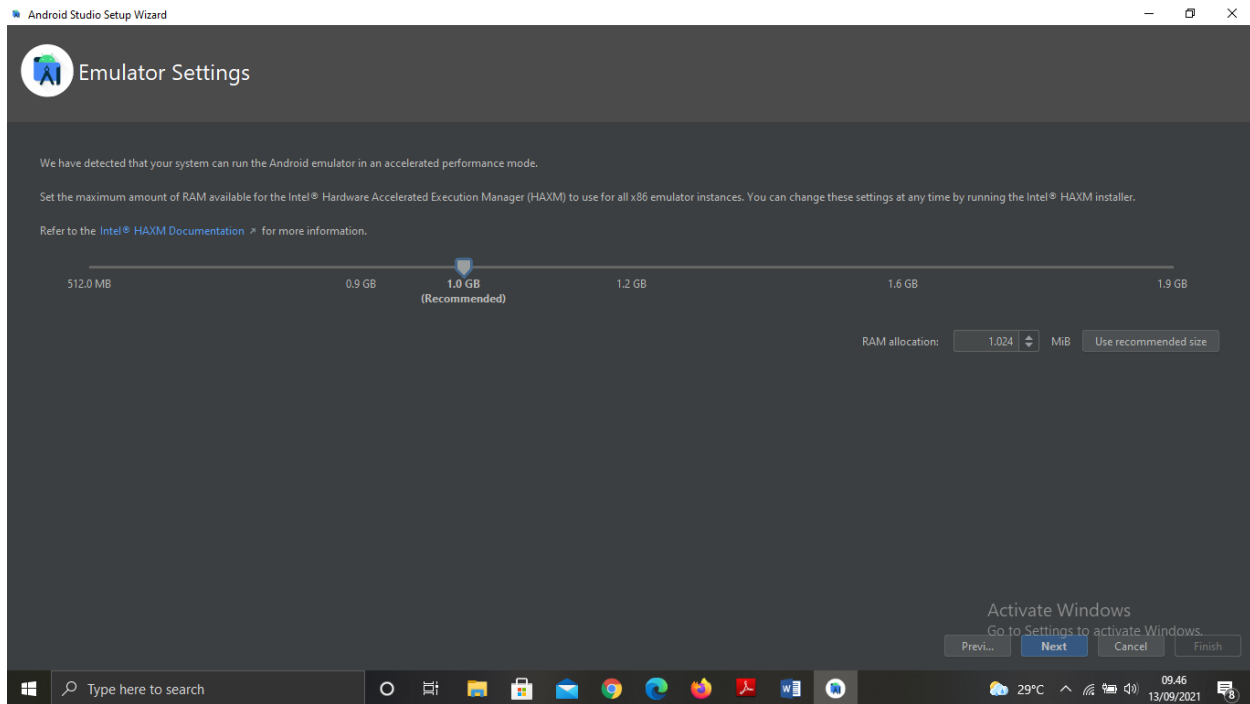 Android Studio Setup Wizard
Emulator Settings
We have detected that your system can run the Android emulator in an accelerated performance mode.
Set the maximum amount of RAM available for the Intel® Hardware Accelerated Execution Manager (HAXM) to use for all x86 emulator instances. You can change these settings at any time by running the Intel® HAXM installer.
Refer to the Intel® HAXM Documentation ↗ for more information.
512.0 MB 0.9 GB 1.0 GB 1.2 GB 1.6 GB 1.9 GB
(Recommended)
RAM allocation: 1.024 MiB Use recommended size
Activate Windows
Go to Settings to activate Windows.
Previ... Next Cancel Finish
Type here to search 29°C 09.46
13/09/2021 8